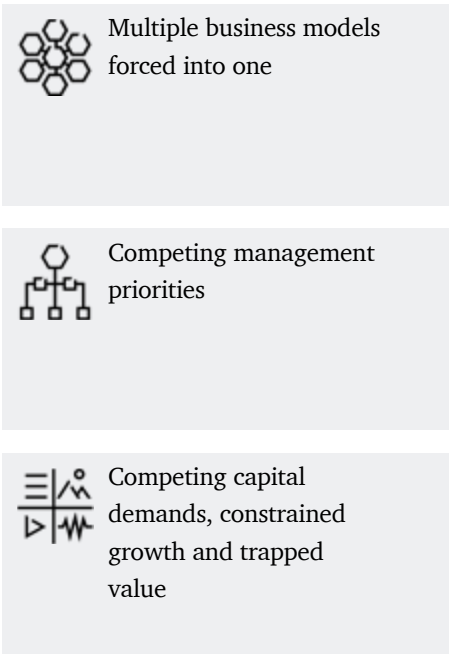 Multiple business models
forced into one
Competing management
priorities
Competing capital
demands, constrained
growth and trapped
value